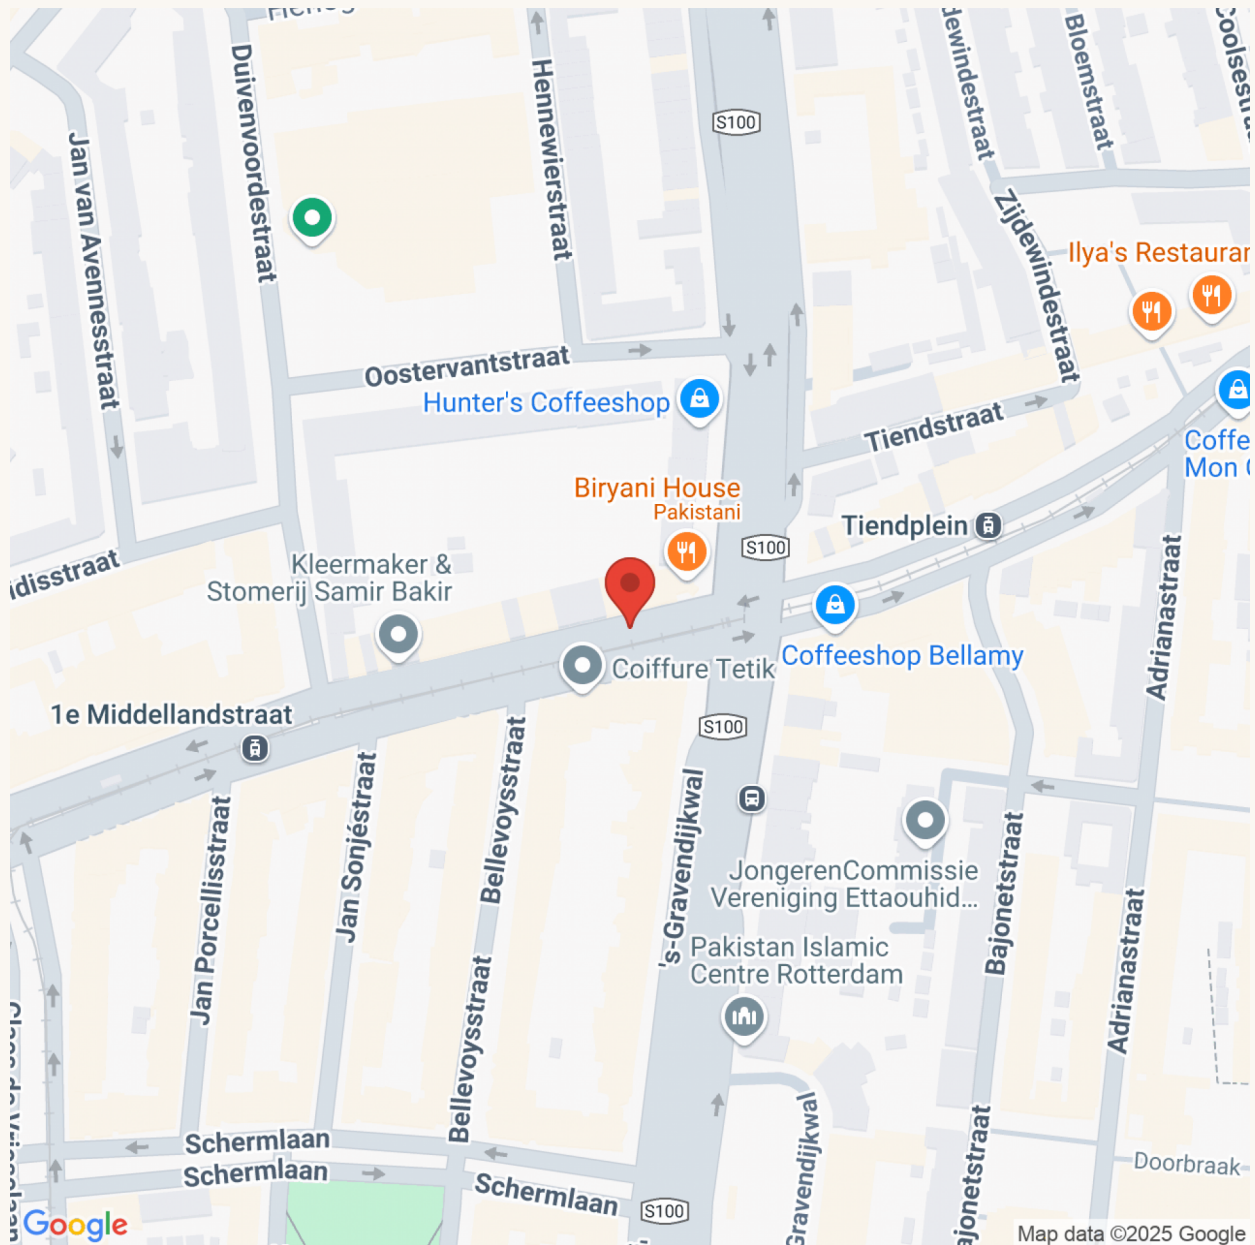 Duivenvoordestraat
Hennewierstraat
S100
Bloemstraat
Jan van Avennesstraat
Zijdewindestraat
Ilya's Restaurar
Oostervantstraat
Hunter's Coffeeshop
Tiendstraat
Coffe
Mon
Biryani House
Pakistani
Tiendplein
S100
Kleermaker &
Stomerij Samir Bakir
idisstraat
Adrianastraat
Coffeeshop Bellamy
Coiffure Tetik
1e Middellandstraat
S100
Jan Porcellisstraat
Jan Sonjéstraat
Bellevoysstraat
's-Gravendijkwal
JongerenCommissie
Vereniging Ettaouhid...
Bajonetstraat
Pakistan Islamic
Centre Rotterdam
Adrianastraat
Bellevoysstraat
Gravendijkwal
Schermlaan
Schermlaan
Schermlaan
S100
ajonetstraat
Doorbraak
Google
Map data ©2025 Google